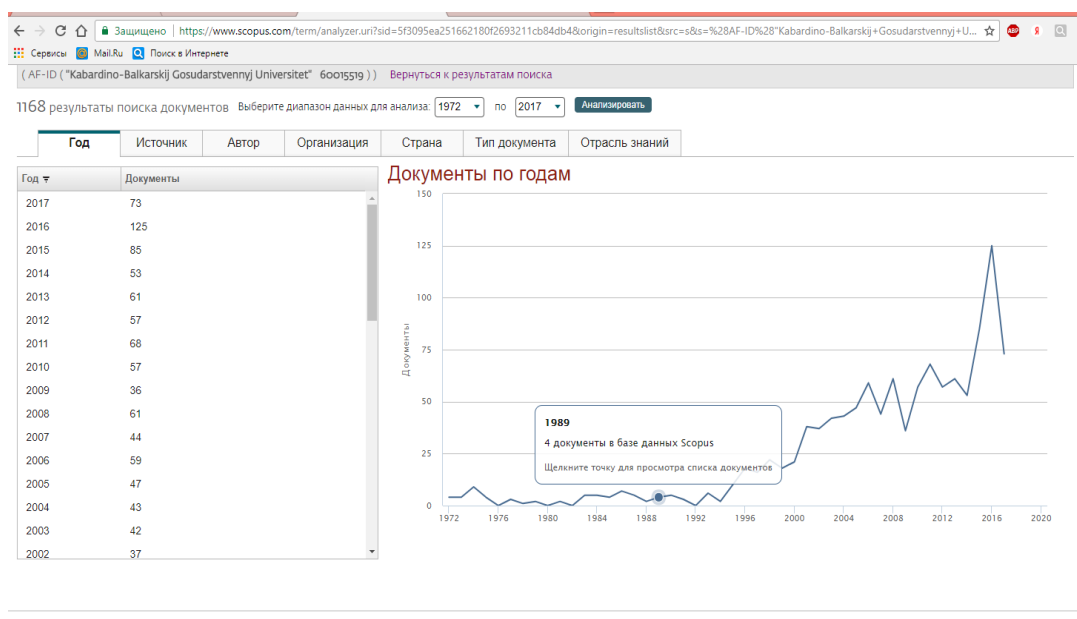 Защищено | https://www.scopus.com/term/analyzer.uri?sid=5f3095ea251662180f2693211cb84db4&origin=resultslist&src=s&s=%28AF-ID%28"Kabardino-Balkarskij+Gosudarstvennyj+U... ABP Я
Сервисы @ Mail.Ru Поиск в Интернете
( AF-ID ( "Kabardino-Balkarskij Gosudarstvennyj Universitet" 60015519 ) ) Вернуться к результатам поиска
1168 результаты поиска документов Выберите диапазон данных для анализа: 1972 по 2017 Анализировать
Год Источник Автор Организация Страна Тип документа Отрасль знаний
Год Документы
2017 73
2016 125
2015 85
2014 53
2013 61
2012 57
2011 68
2010 57
2009 36
2008 61
2007 44
2006 59
2005 47
2004 43
2003 42
2002 37
Документы по годам
150
125
100
75
50
25
0
Документы
1989
4 документы в базе данных Scopus
Щелкните точку для просмотра списка документов
1972 1976 1980 1984 1988 1992 1996 2000 2004 2008 2012 2016 2020